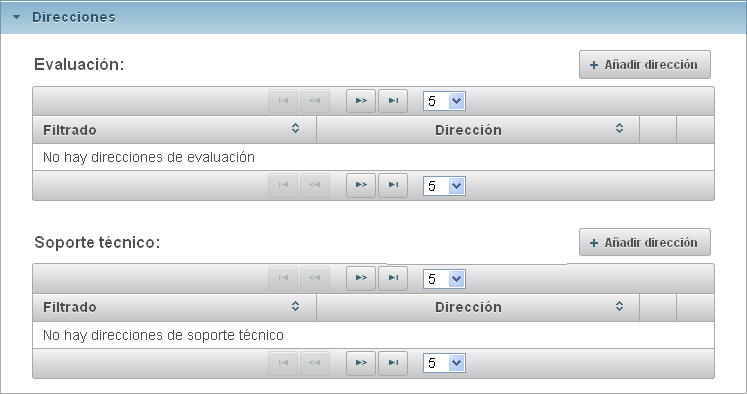 Direcciones
Evaluación:
Añadir dirección
5
Filtrado Dirección
No hay direcciones de evaluación
5
Soporte técnico:
Añadir dirección
5
Filtrado Dirección
No hay direcciones de soporte técnico
5